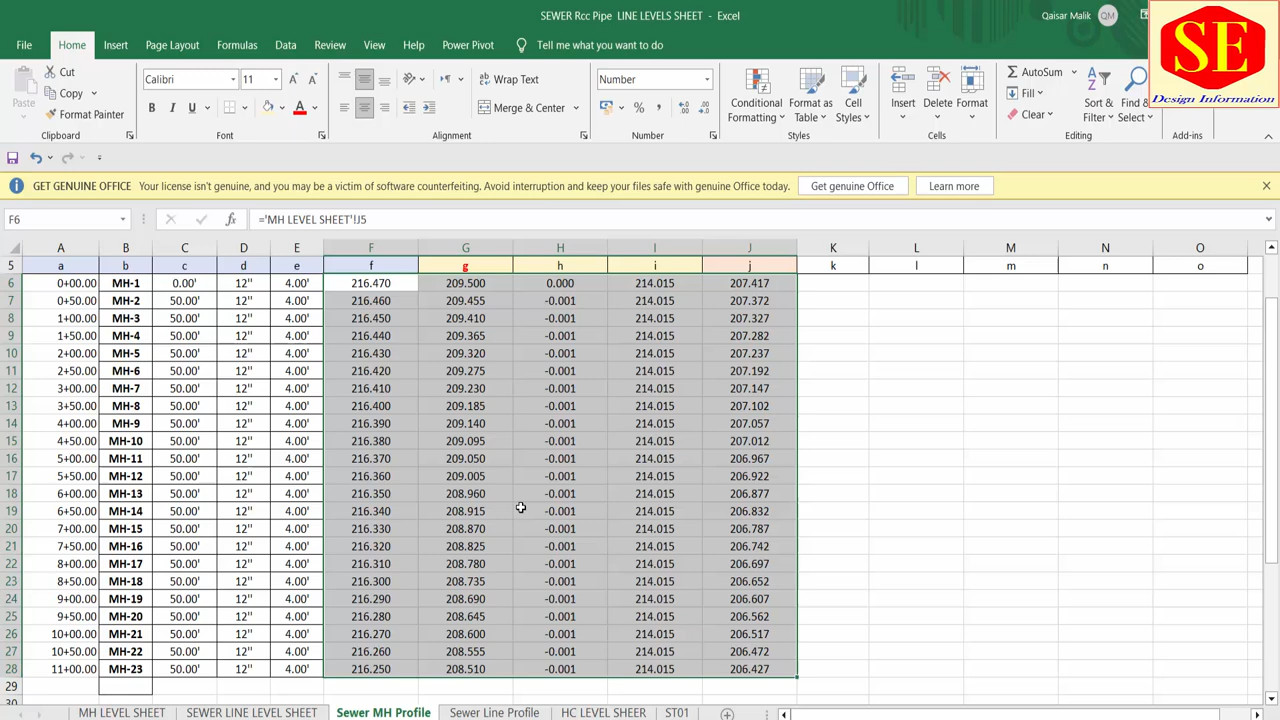 SEWER Rcc Pipe LINE LEVELS SHEET - Excel
Qaisar Malik QM
SE
Design Information
File Home Insert Page Layout Formulas Data Review View Help Power Pivot Tell me what you want to do
Paste
Cut
Copy
Format Painter
Clipboard
Calibri 11
B I U
Font
Wrap Text
Merge & Center
Alignment
Number
Number
Conditional Formatting
Format as Table
Cell Styles
Styles
Insert
Delete
Format
Cells
AutoSum
Fill
Clear
Sort & Filter
Find & Select
Editing
Add-ins
GET GENUINE OFFICE Your license isn't genuine, and you may be a victim of software counterfeiting. Avoid interruption and keep your files safe with genuine Office today. Get genuine Office Learn more
F6 fx ='MH LEVEL SHEET'!J5
A B C D E F G H I J K L M N O
5 a b c d e f g h i j k l m n o
6 0+00.00 MH-1 0.00' 12'' 4.00' 216.470 209.500 0.000 214.015 207.417
7 0+50.00 MH-2 50.00' 12'' 4.00' 216.460 209.455 -0.001 214.015 207.372
8 1+00.00 MH-3 50.00' 12'' 4.00' 216.450 209.410 -0.001 214.015 207.327
9 1+50.00 MH-4 50.00' 12'' 4.00' 216.440 209.365 -0.001 214.015 207.282
10 2+00.00 MH-5 50.00' 12'' 4.00' 216.430 209.320 -0.001 214.015 207.237
11 2+50.00 MH-6 50.00' 12'' 4.00' 216.420 209.275 -0.001 214.015 207.192
12 3+00.00 MH-7 50.00' 12'' 4.00' 216.410 209.230 -0.001 214.015 207.147
13 3+50.00 MH-8 50.00' 12'' 4.00' 216.400 209.185 -0.001 214.015 207.102
14 4+00.00 MH-9 50.00' 12'' 4.00' 216.390 209.140 -0.001 214.015 207.057
15 4+50.00 MH-10 50.00' 12'' 4.00' 216.380 209.095 -0.001 214.015 207.012
16 5+00.00 MH-11 50.00' 12'' 4.00' 216.370 209.050 -0.001 214.015 206.967
17 5+50.00 MH-12 50.00' 12'' 4.00' 216.360 209.005 -0.001 214.015 206.922
18 6+00.00 MH-13 50.00' 12'' 4.00' 216.350 208.960 -0.001 214.015 206.877
19 6+50.00 MH-14 50.00' 12'' 4.00' 216.340 208.915 -0.001 214.015 206.832
20 7+00.00 MH-15 50.00' 12'' 4.00' 216.330 208.870 -0.001 214.015 206.787
21 7+50.00 MH-16 50.00' 12'' 4.00' 216.320 208.825 -0.001 214.015 206.742
22 8+00.00 MH-17 50.00' 12'' 4.00' 216.310 208.780 -0.001 214.015 206.697
23 8+50.00 MH-18 50.00' 12'' 4.00' 216.300 208.735 -0.001 214.015 206.652
24 9+00.00 MH-19 50.00' 12'' 4.00' 216.290 208.690 -0.001 214.015 206.607
25 9+50.00 MH-20 50.00' 12'' 4.00' 216.280 208.645 -0.001 214.015 206.562
26 10+00.00 MH-21 50.00' 12'' 4.00' 216.270 208.600 -0.001 214.015 206.517
27 10+50.00 MH-22 50.00' 12'' 4.00' 216.260 208.555 -0.001 214.015 206.472
28 11+00.00 MH-23 50.00' 12'' 4.00' 216.250 208.510 -0.001 214.015 206.427
29
MH LEVEL SHEET SEWER LINE LEVEL SHEET Sewer MH Profile Sewer Line Profile HC LEVEL SHEER ST01